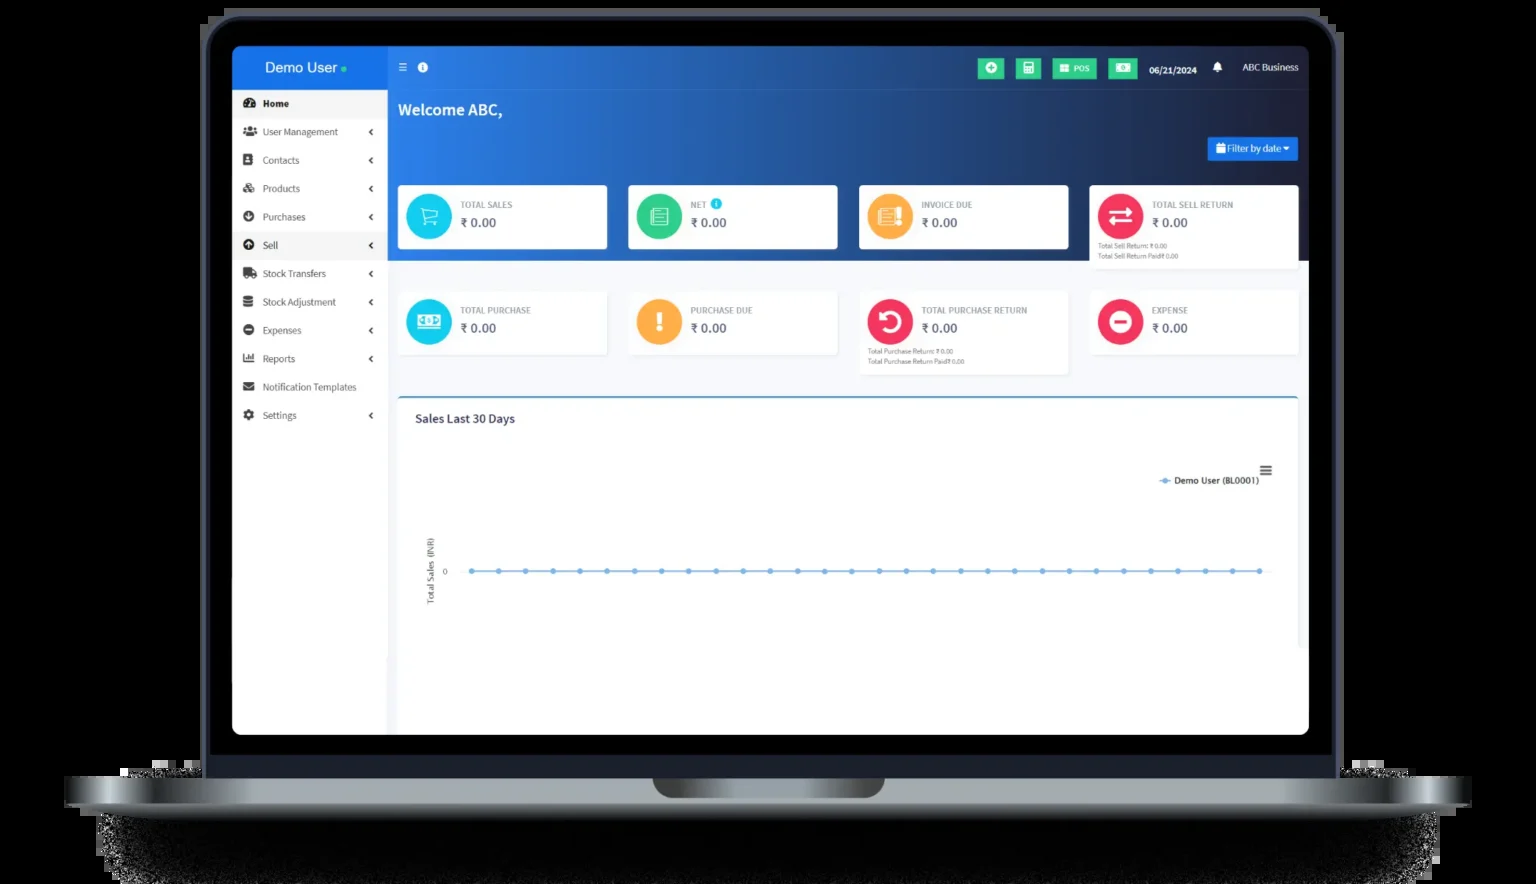 Demo User
POS
06/21/2024
ABC Business
Home
User Management
Contacts
Products
Purchases
Sell
Stock Transfers
Stock Adjustment
Expenses
Reports
Notification Templates
Settings
Welcome ABC,
Filter by date
TOTAL SALES
₹ 0.00
NET
₹ 0.00
INVOICE DUE
₹ 0.00
TOTAL SELL RETURN
₹ 0.00
Total Sell Return: ₹ 0.00
Total Sell Return Paid₹ 0.00
TOTAL PURCHASE
₹ 0.00
PURCHASE DUE
₹ 0.00
TOTAL PURCHASE RETURN
₹ 0.00
Total Purchase Return: ₹ 0.00
Total Purchase Return Paid₹ 0.00
EXPENSE
₹ 0.00
Sales Last 30 Days
Demo User (BL0001)
Total Sales (INR)
0